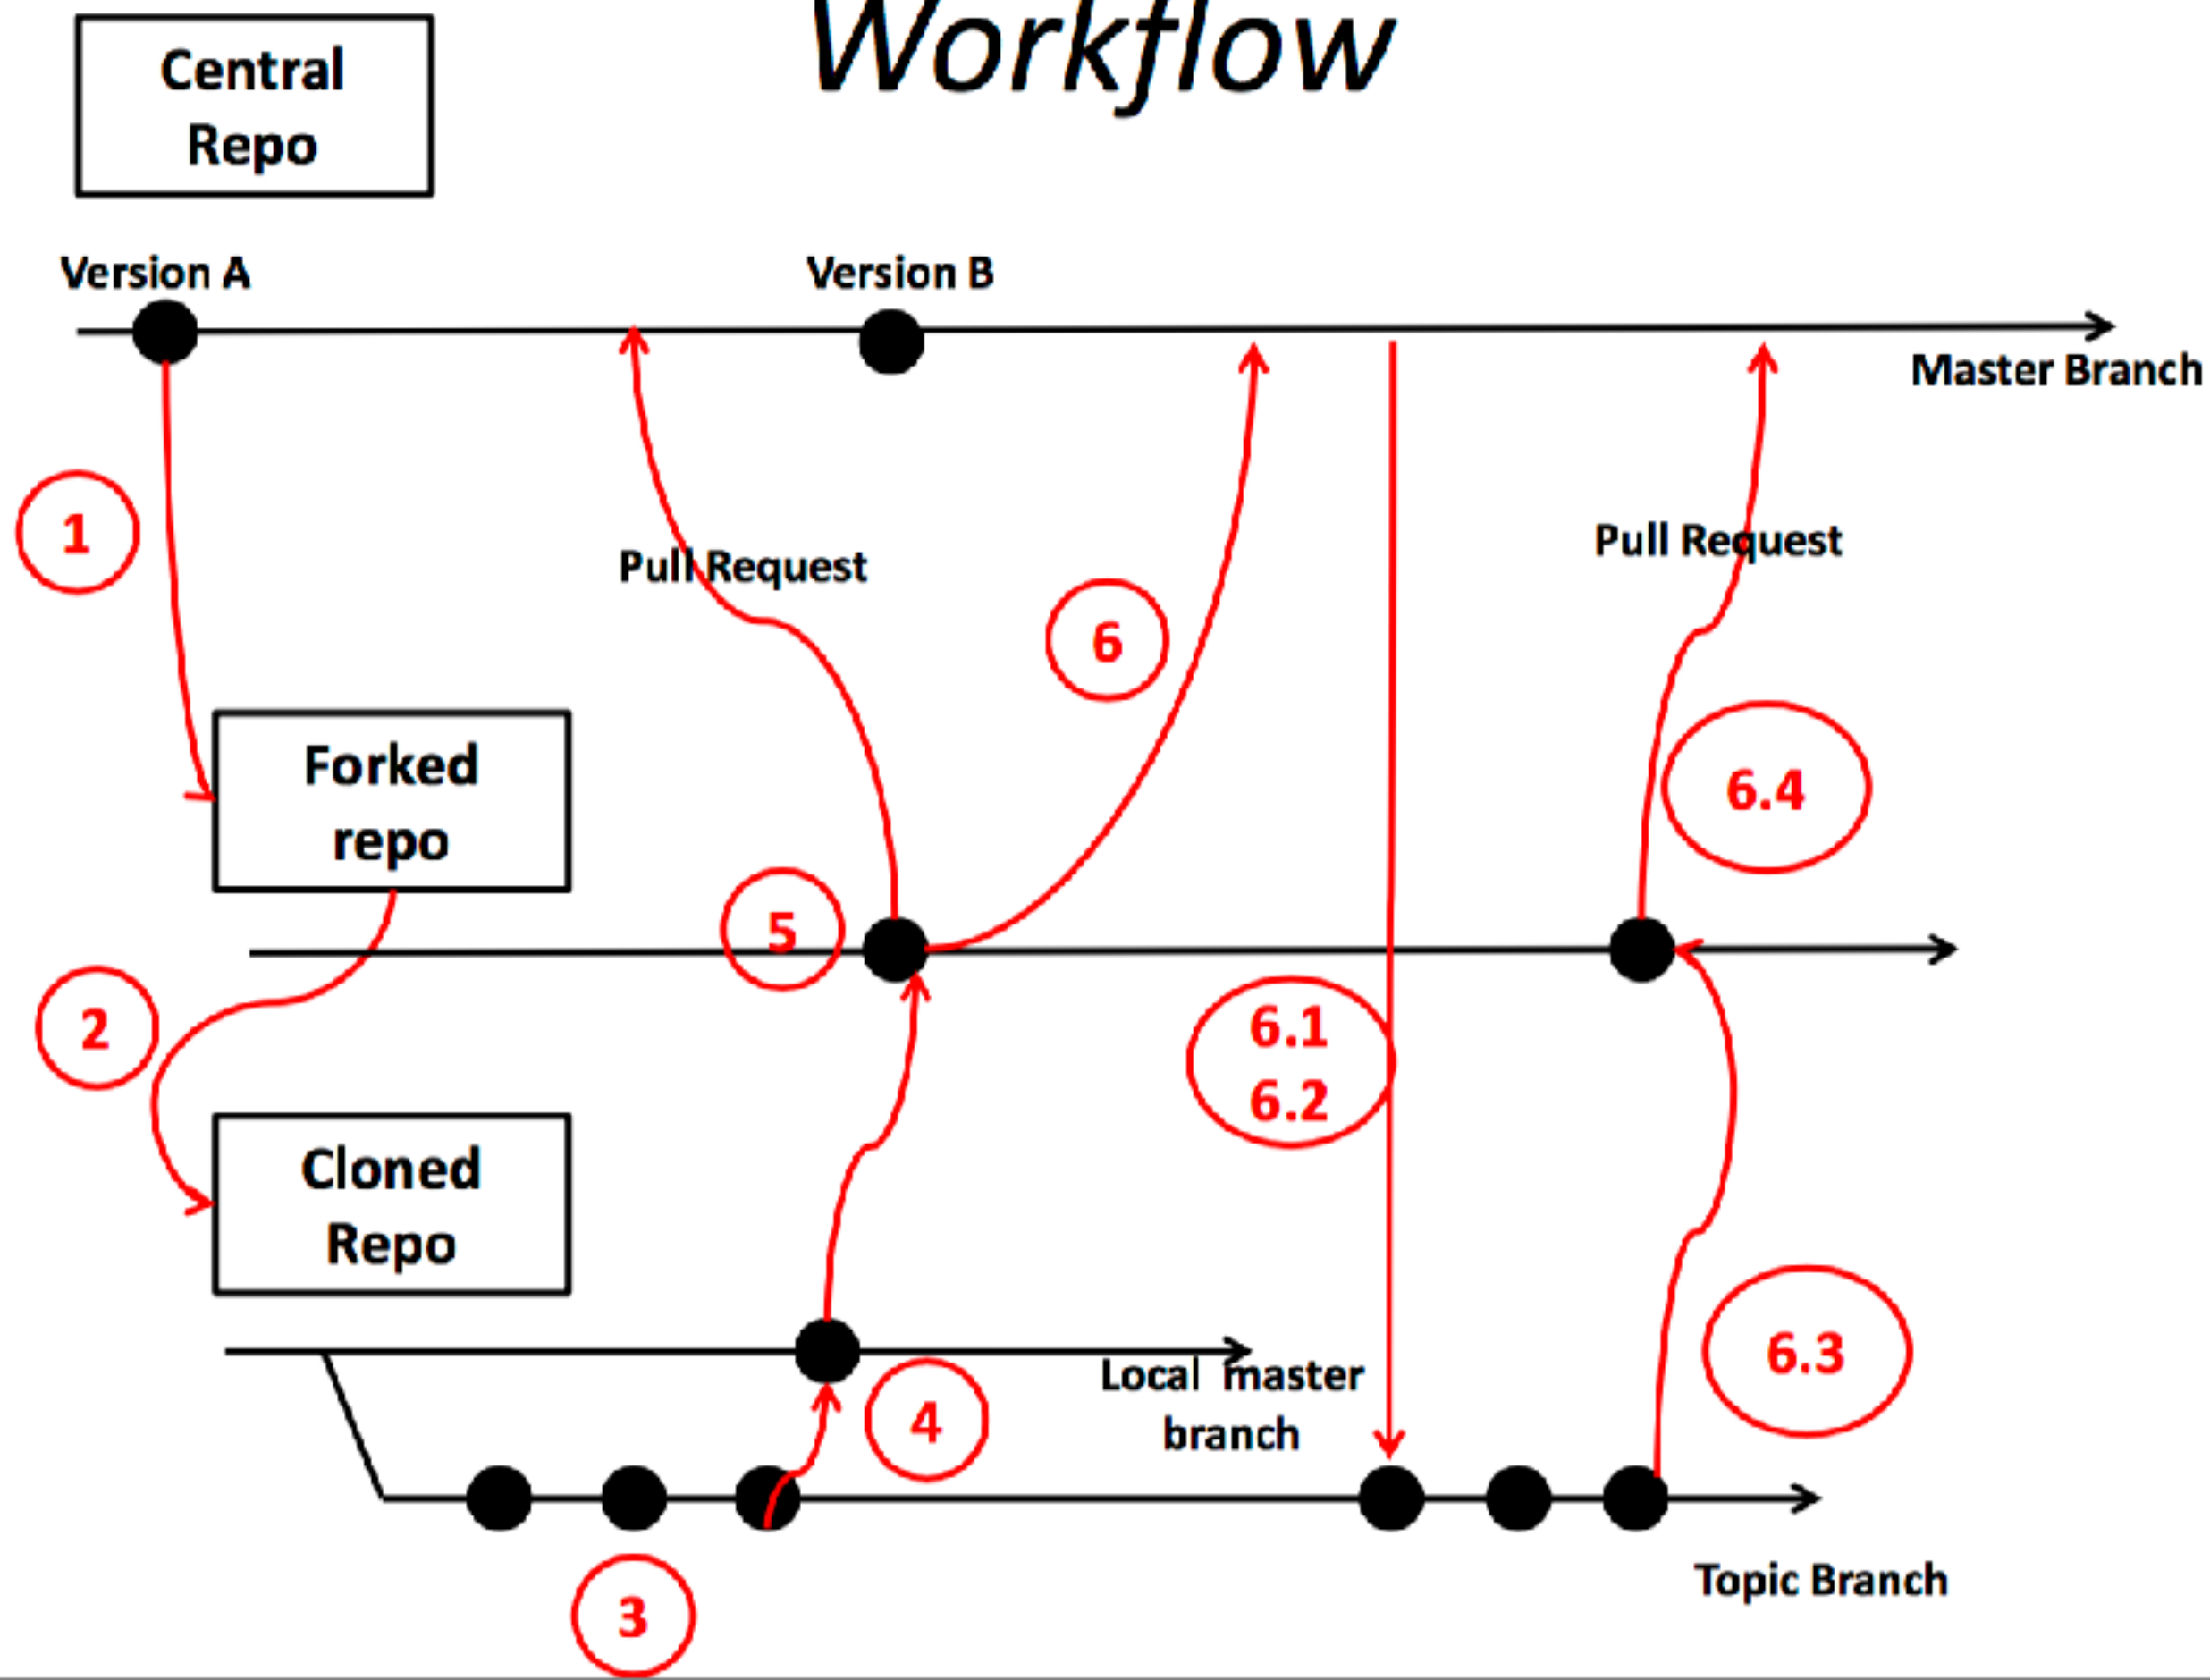 Workflow
Central
Repo
Version A
Version B
Master Branch
1
Pull Request
Pull Request
6
Forked
repo
6.4
5
2
6.1
6.2
Cloned
Repo
6.3
Local master
branch
4
Topic Branch
3